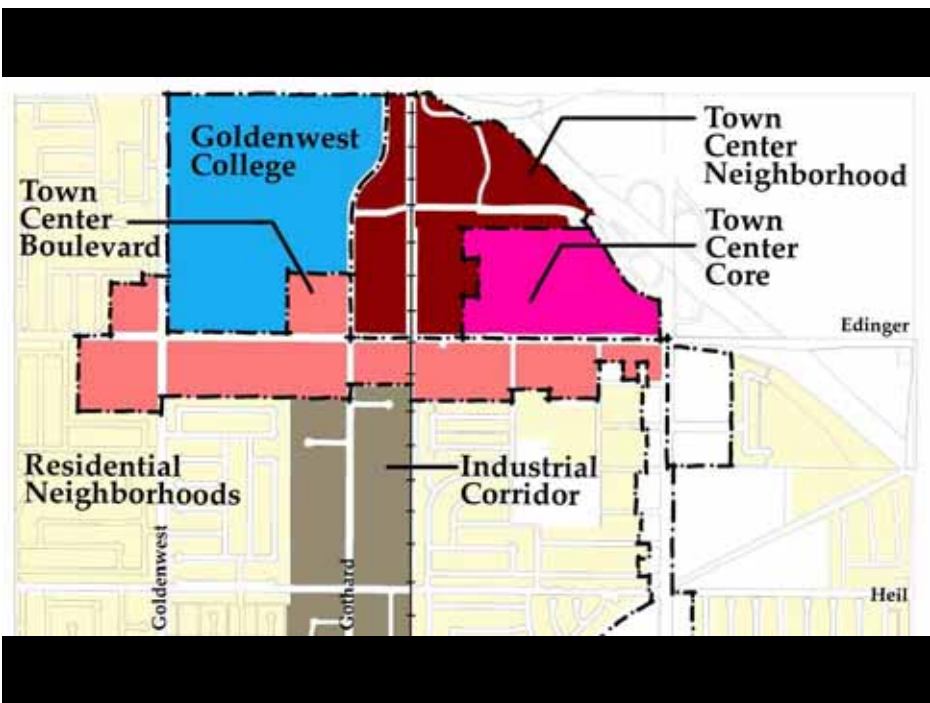 Goldenwest
College
Town
Center
Neighborhood
Town
Center
Boulevard
Town
Center
Core
Edinger
Residential
Neighborhoods
Industrial
Corridor
Goldenwest
Gothard
Heil